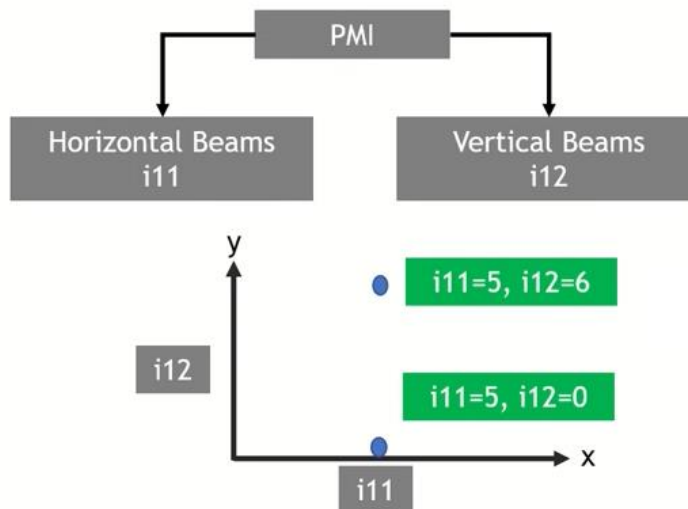 PMI
Horizontal Beams
i11
Vertical Beams
i12
y
i11=5, i12=6
i12
i11=5, i12=0
x
i11